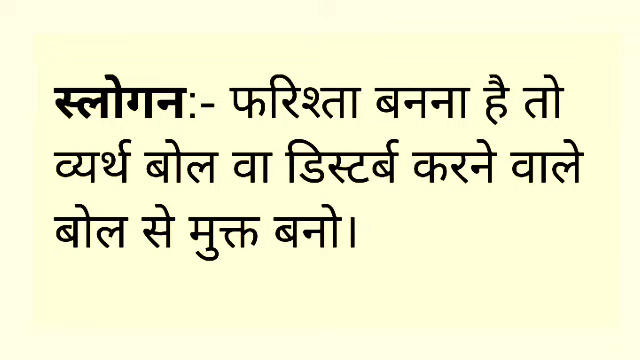 स्लोगन:- फरिश्ता बनना है तो
व्यर्थ बोल वा डिस्टर्ब करने वाले
बोल से मुक्त बनो।